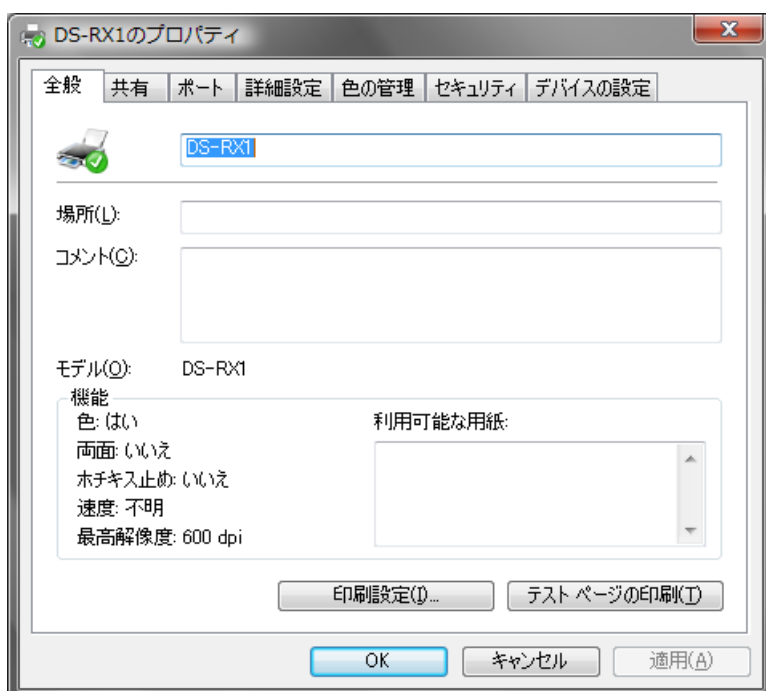 DS-RX1のプロパティ
全般 共有 ポート 詳細設定 色の管理 セキュリティ デバイスの設定
DS-RX1
場所(L):
コメント(C):
モデル(O): DS-RX1
機能
色: はい
両面: いいえ
ホチキス止め: いいえ
速度: 不明
最高解像度: 600 dpi
利用可能な用紙:
印刷設定(I)... テスト ページの印刷(T)
OK キャンセル 適用(A)